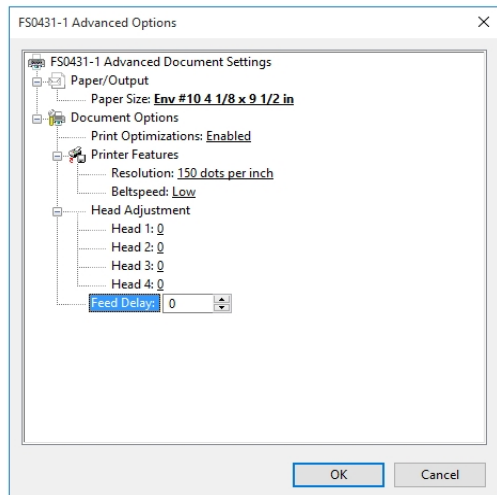 FS0431-1 Advanced Options
FS0431-1 Advanced Document Settings
Paper/Output
Paper Size: Env #10 4 1/8 x 9 1/2 in
Document Options
Print Optimizations: Enabled
Printer Features
Resolution: 150 dots per inch
Beltspeed: Low
Head Adjustment
Head 1: 0
Head 2: 0
Head 3: 0
Head 4: 0
Feed Delay: 0
OK Cancel